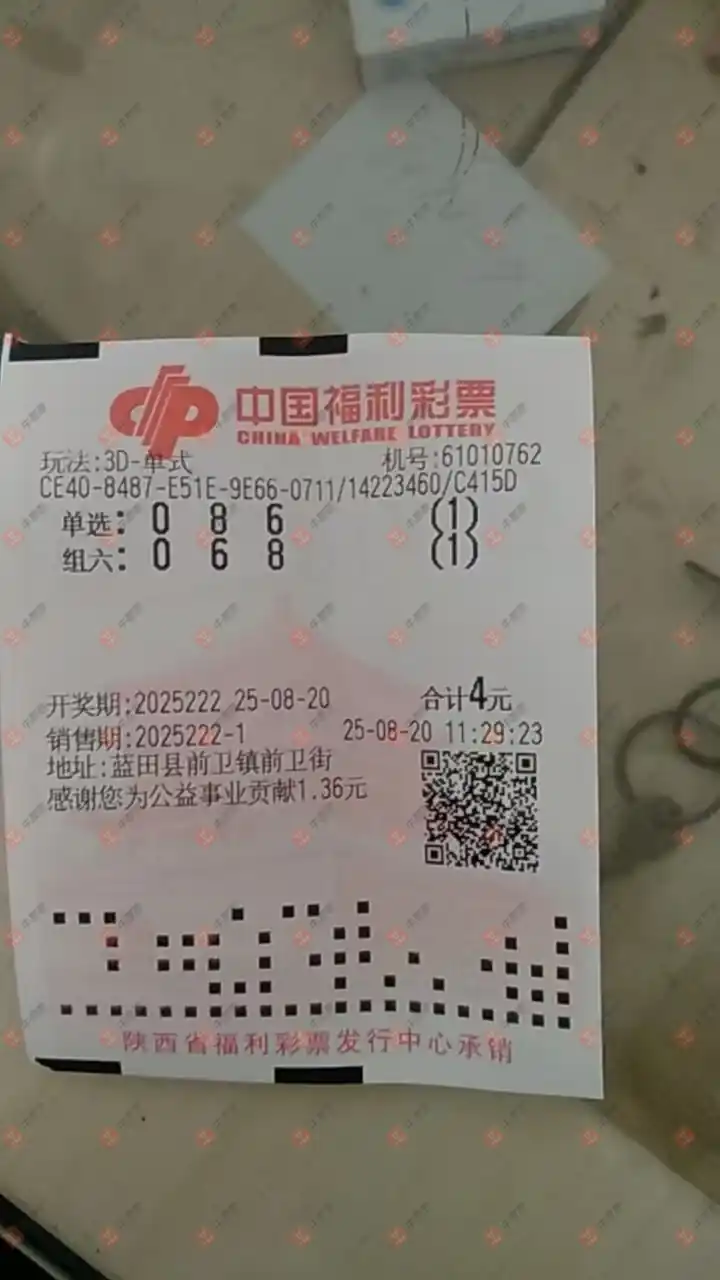 中国福利彩票
CHINA WELFARE LOTTERY
玩法:3D-单式 机号:61010762
CE40-8487-E51E-9E66-0711/14223460/C415D
单选: 0 8 6 (1)
组六: 0 6 8 (1)
开奖期:2025222 25-08-20 合计4元
销售期:2025222-1 25-08-20 11:29:23
地址:蓝田县前卫镇前卫街
感谢您为公益事业贡献1.36元
陕西省福利彩票发行中心承销